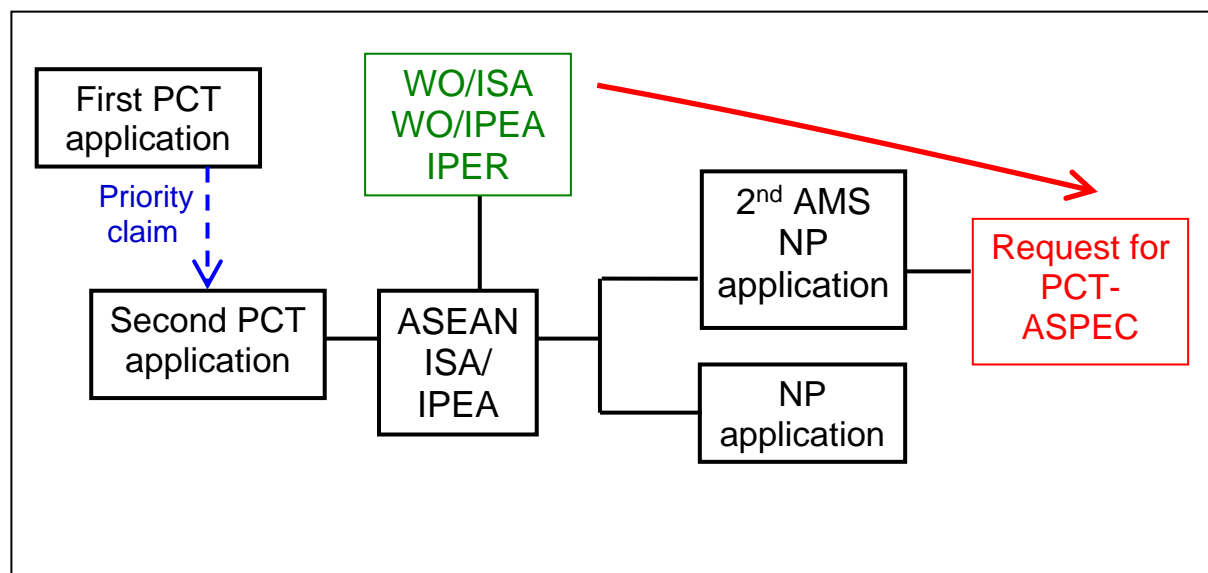 First PCT
application
Priority
claim
Second PCT
application
WO/ISA
WO/IPEA
IPER
ASEAN
ISA/
IPEA
2nd AMS
NP
application
NP
application
Request for
PCT-
ASPEC